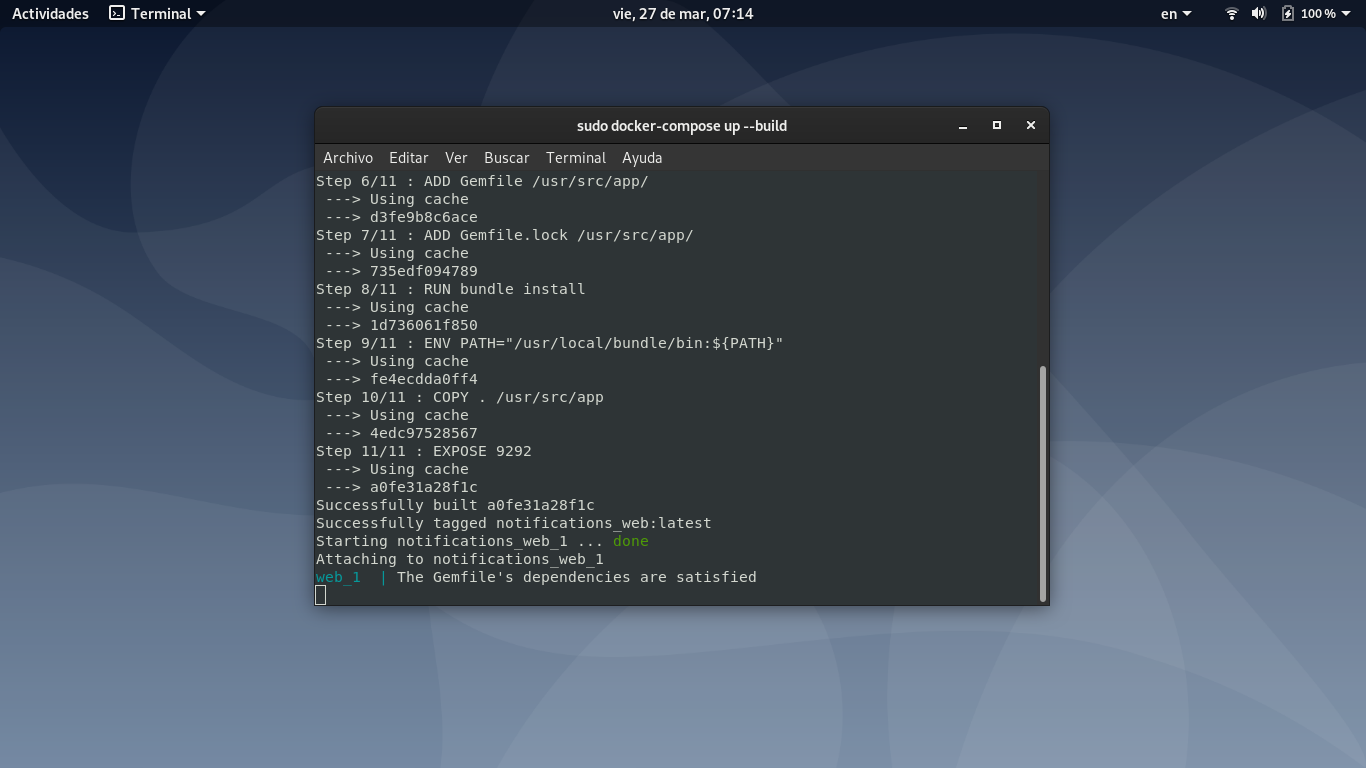 Actividades Terminal vie, 27 de mar, 07:14 en 100 %
sudo docker-compose up --build
Archivo Editar Ver Buscar Terminal Ayuda
Step 6/11 : ADD Gemfile /usr/src/app/
 ---> Using cache
 ---> d3fe9b8c6ace
Step 7/11 : ADD Gemfile.lock /usr/src/app/
 ---> Using cache
 ---> 735edf094789
Step 8/11 : RUN bundle install
 ---> Using cache
 ---> 1d736061f850
Step 9/11 : ENV PATH="/usr/local/bundle/bin:${PATH}"
 ---> Using cache
 ---> fe4ecdda0ff4
Step 10/11 : COPY . /usr/src/app
 ---> Using cache
 ---> 4edc97528567
Step 11/11 : EXPOSE 9292
 ---> Using cache
 ---> a0fe31a28f1c
Successfully built a0fe31a28f1c
Successfully tagged notifications_web:latest
Starting notifications_web_1 ... done
Attaching to notifications_web_1
web_1  | The Gemfile's dependencies are satisfied